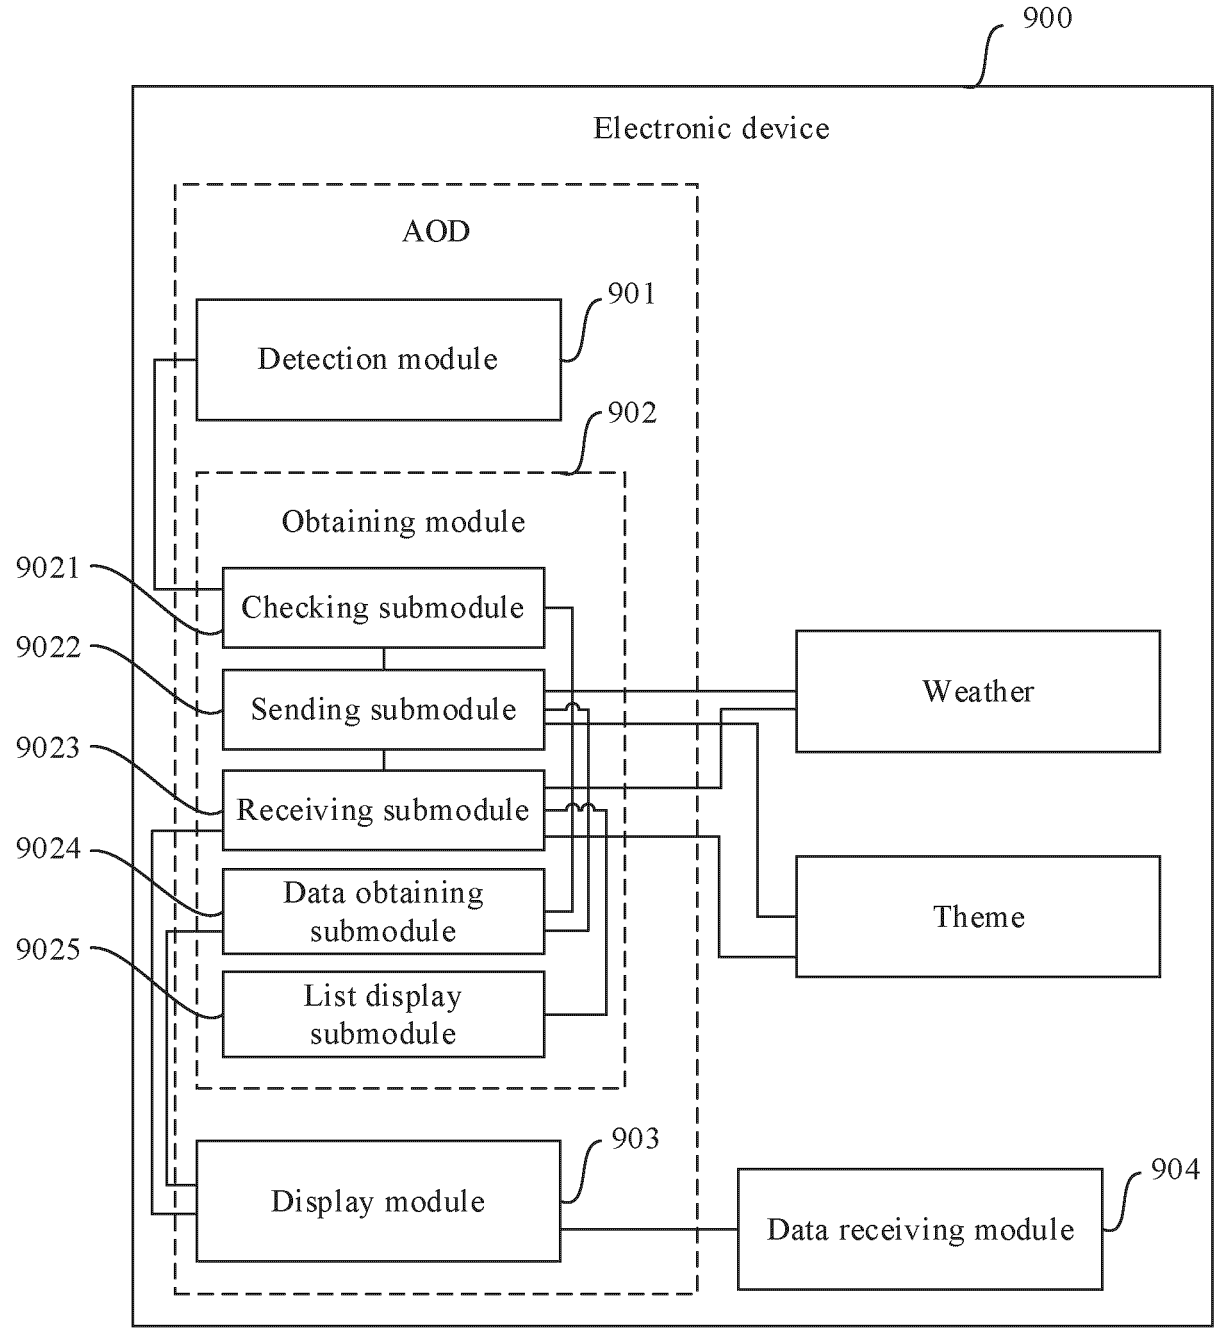 900
Electronic device
AOD
901
Detection module
902
Obtaining module
9021
Checking submodule
9022
Sending submodule
Weather
9023
Receiving submodule
9024
Data obtaining
submodule
Theme
9025
List display
submodule
903
Display module
904
Data receiving module